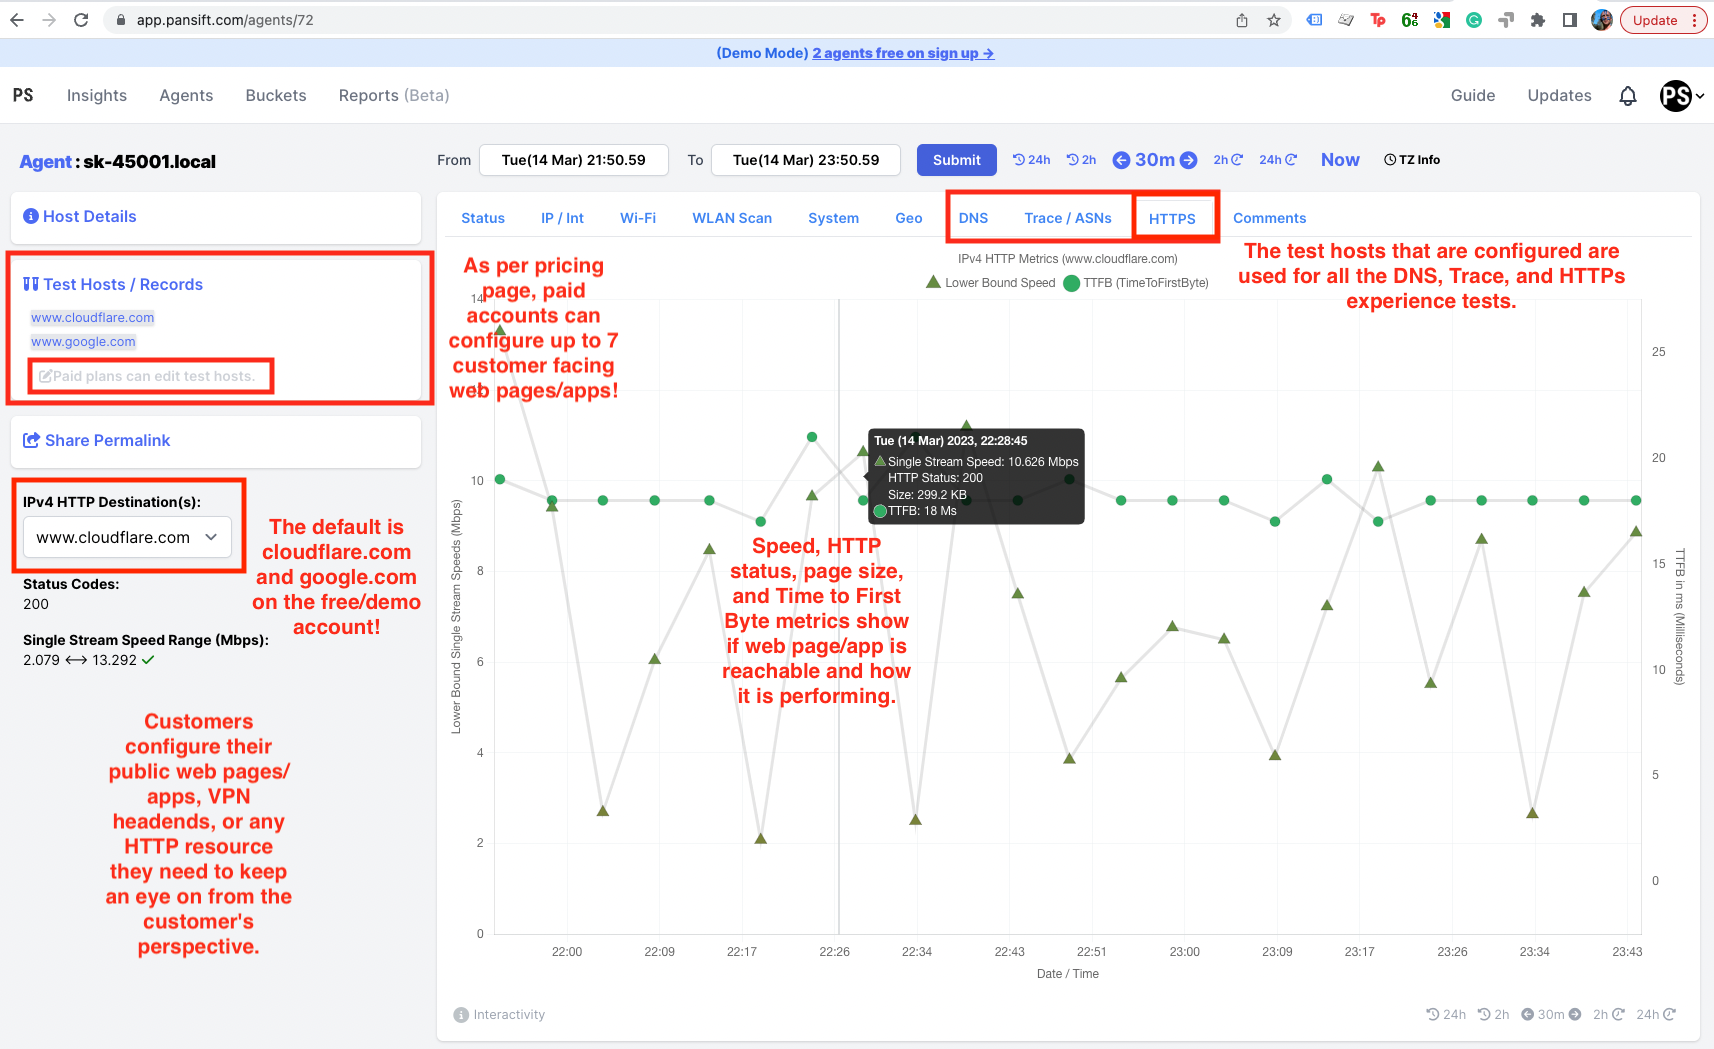 app.pansift.com/agents/72
Update
(Demo Mode) 2 agents free on sign up →
PS Insights Agents Buckets Reports (Beta) Guide Updates PS
Agent : sk-45001.local
From Tue(14 Mar) 21:50.59 To Tue(14 Mar) 23:50.59 Submit 24h 2h 30m 2h 24h Now TZ Info
Host Details
Test Hosts / Records
www.cloudflare.com
www.google.com
Paid plans can edit test hosts.
Share Permalink
IPv4 HTTP Destination(s):
www.cloudflare.com
Status Codes:
200
Single Stream Speed Range (Mbps):
2.079 <--> 13.292
The default is
cloudflare.com
and google.com
on the free/demo
account!
Customers
configure their
public web pages/
apps, VPN
headends, or any
HTTP resource
they need to keep
an eye on from the
customer's
perspective.
Status IP / Int Wi-Fi WLAN Scan System Geo DNS Trace / ASNs HTTPS Comments
IPv4 HTTP Metrics (www.cloudflare.com)
Lower Bound Speed TTFB (TimeToFirstByte)
As per pricing
page, paid
accounts can
configure up to 7
customer facing
web pages/apps!
The test hosts that are configured are
used for all the DNS, Trace, and HTTPs
experience tests.
Tue (14 Mar) 2023, 22:28:45
Single Stream Speed: 10.626 Mbps
HTTP Status: 200
Size: 299.2 KB
TTFB: 18 Ms
Speed, HTTP
status, page size,
and Time to First
Byte metrics show
if web page/app is
reachable and how
it is performing.
Lower Bound Single Stream Speeds (Mbps)
14
12
10
8
6
4
2
0
TTFB in ms (Milliseconds)
25
20
15
10
5
0
22:00 22:09 22:17 22:26 22:34 22:43 22:51 23:00 23:09 23:17 23:26 23:34 23:43
Date / Time
Interactivity
24h 2h 30m 2h 24h